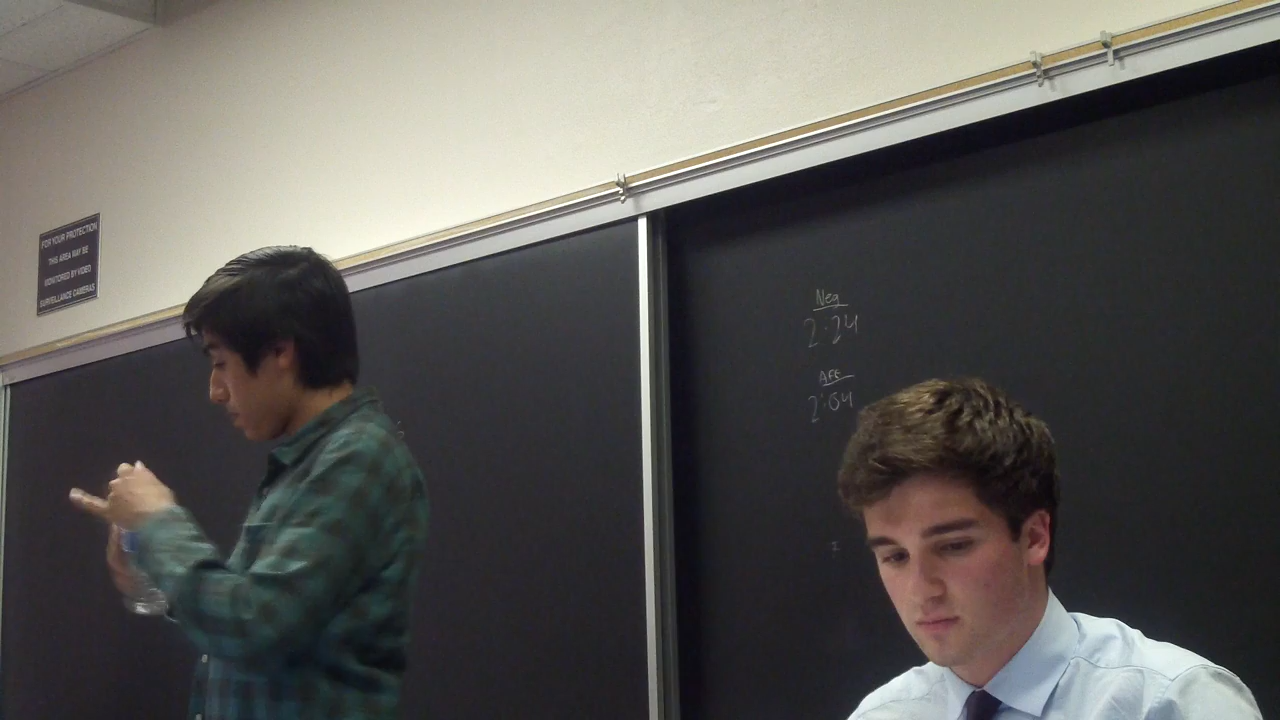 FOR YOUR PROTECTION
THIS AREA MAY BE
MONITORED BY VIDEO
SURVEILLANCE CAMERAS
Neg
2:24
AFF
2:04